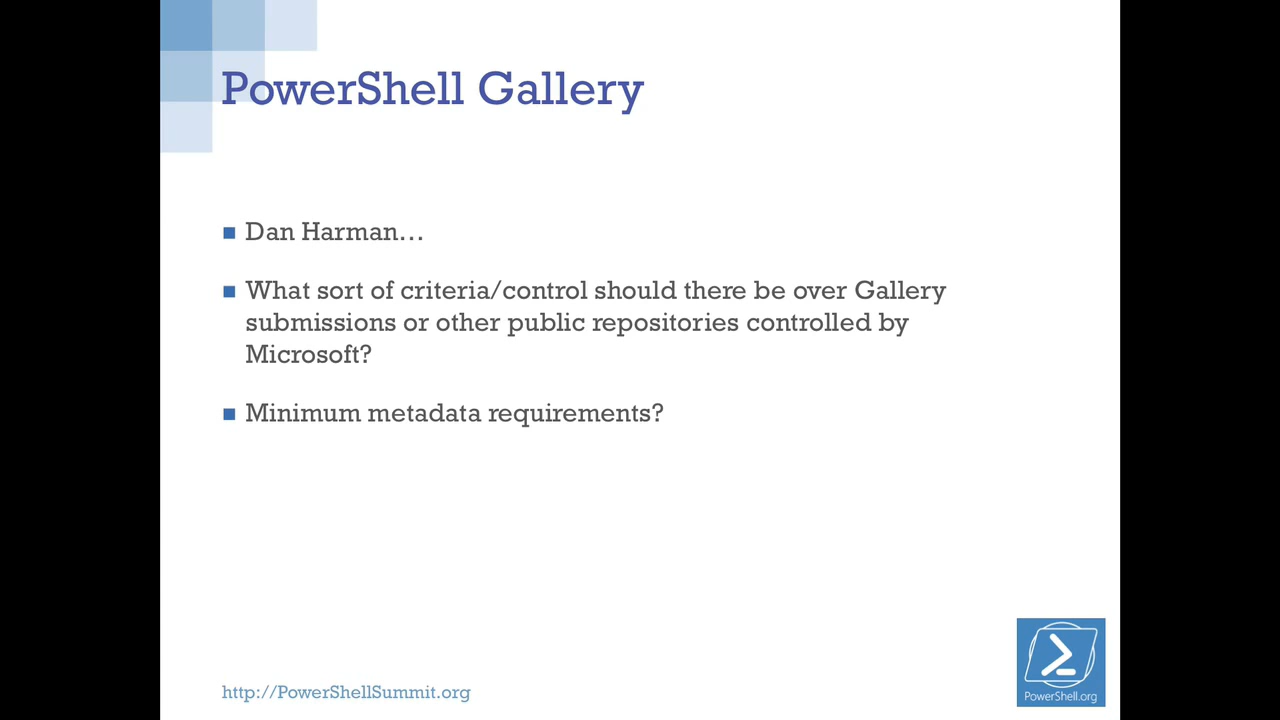 PowerShell Gallery
Dan Harman…
What sort of criteria/control should there be over Gallery
submissions or other public repositories controlled by
Microsoft?
Minimum metadata requirements?
http://PowerShellSummit.org
PowerShell.org